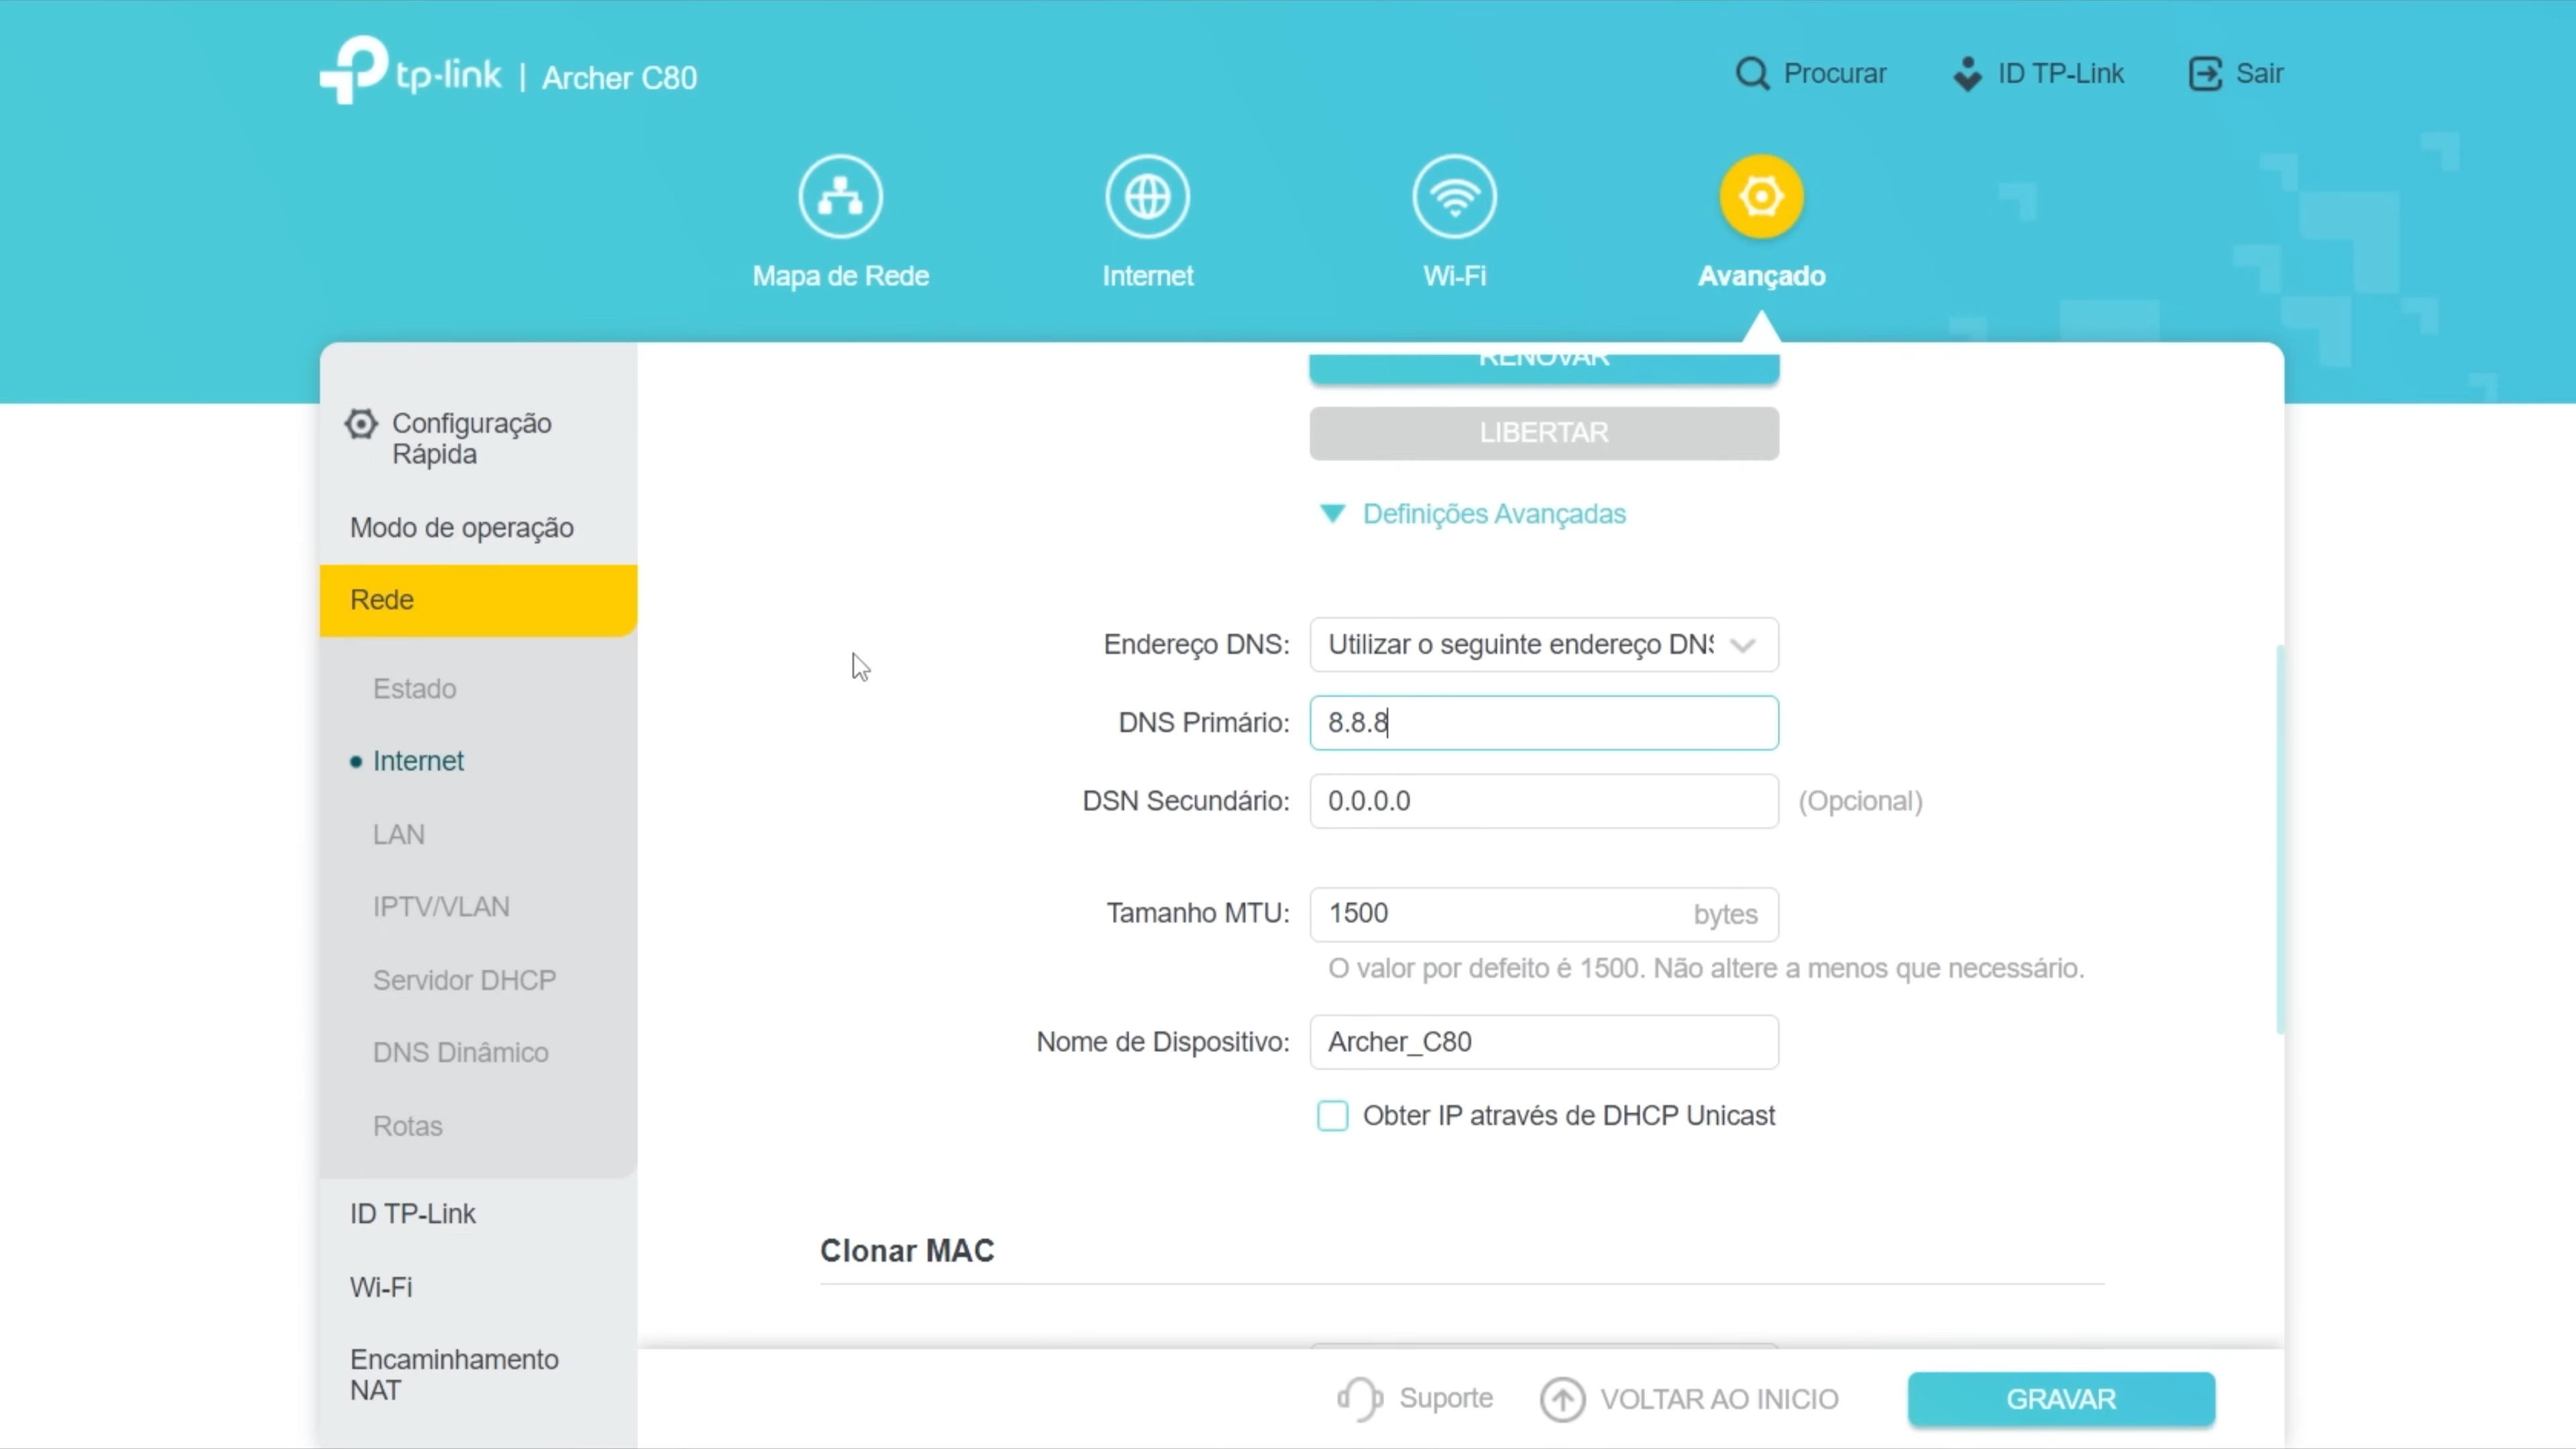 tp-link | Archer C80
Procurar
ID TP-Link
Sair
Mapa de Rede
Internet
Wi-Fi
Avançado
Configuração
Rápida
Modo de operação
Rede
Estado
Internet
LAN
IPTV/VLAN
Servidor DHCP
DNS Dinâmico
Rotas
ID TP-Link
Wi-Fi
Encaminhamento
NAT
RENOVAR
LIBERTAR
Definições Avançadas
Endereço DNS: Utilizar o seguinte endereço DNS
DNS Primário: 8.8.8
DSN Secundário: 0.0.0.0 (Opcional)
Tamanho MTU: 1500 bytes
O valor por defeito é 1500. Não altere a menos que necessário.
Nome de Dispositivo: Archer_C80
Obter IP através de DHCP Unicast
Clonar MAC
Suporte
VOLTAR AO INICIO
GRAVAR